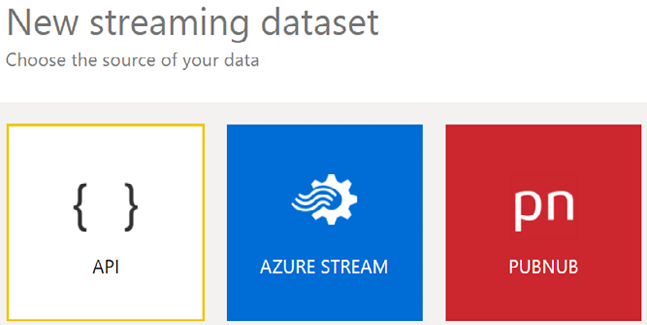 New streaming dataset
Choose the source of your data
{ }
pn
API
AZURE STREAM
PUBNUB